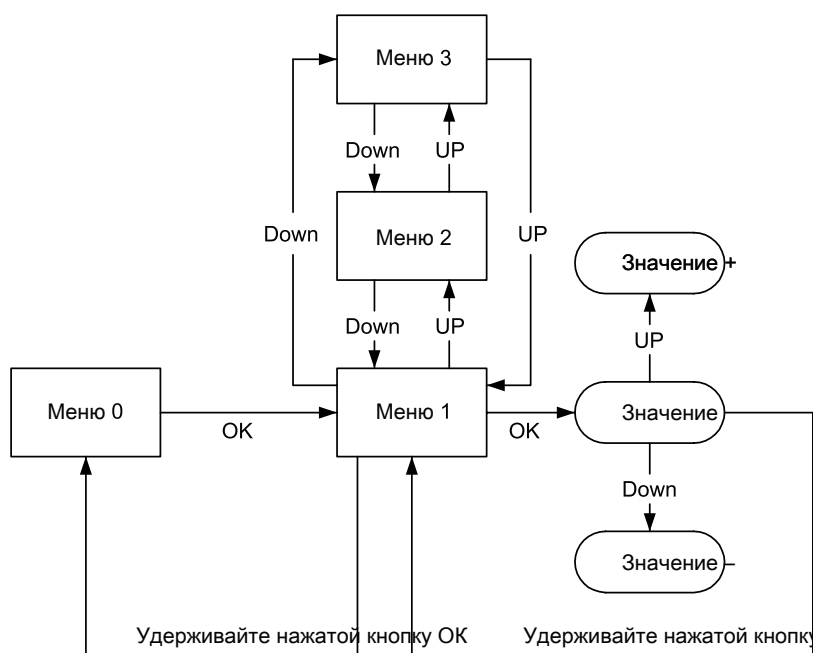 Меню 3
Down
UP
Меню 2
Down
UP
Down
UP
Меню 0
OK
Меню 1
OK
Значение +
UP
Значение
Down
Значение –
Удерживайте нажатой кнопку OK
Удерживайте нажатой кнопку